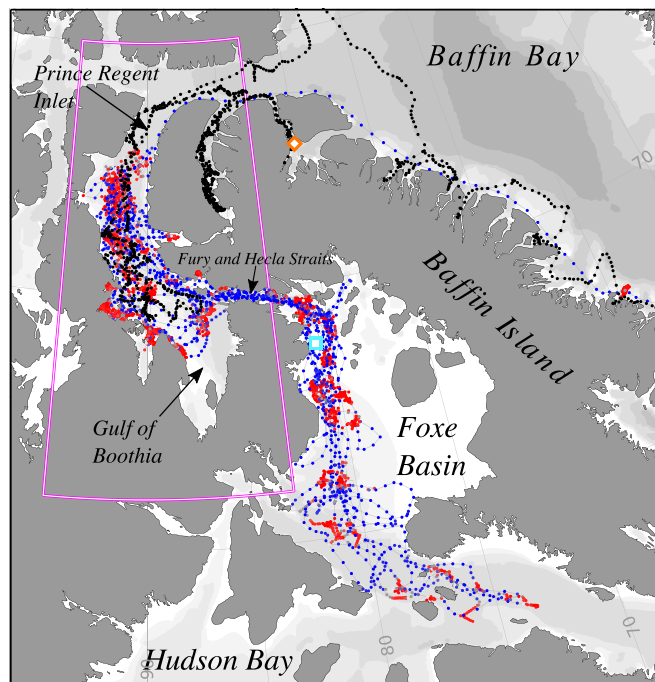 Baffin Bay
Prince Regent
Inlet
70
Fury and Hecla Straits
Baffin Island
Gulf of
Boothia
Foxe
Basin
Hudson Bay
90
80
70